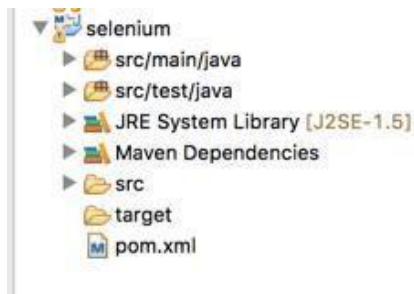 selenium
src/main/java
src/test/java
JRE System Library [J2SE-1.5]
Maven Dependencies
src
target
pom.xml